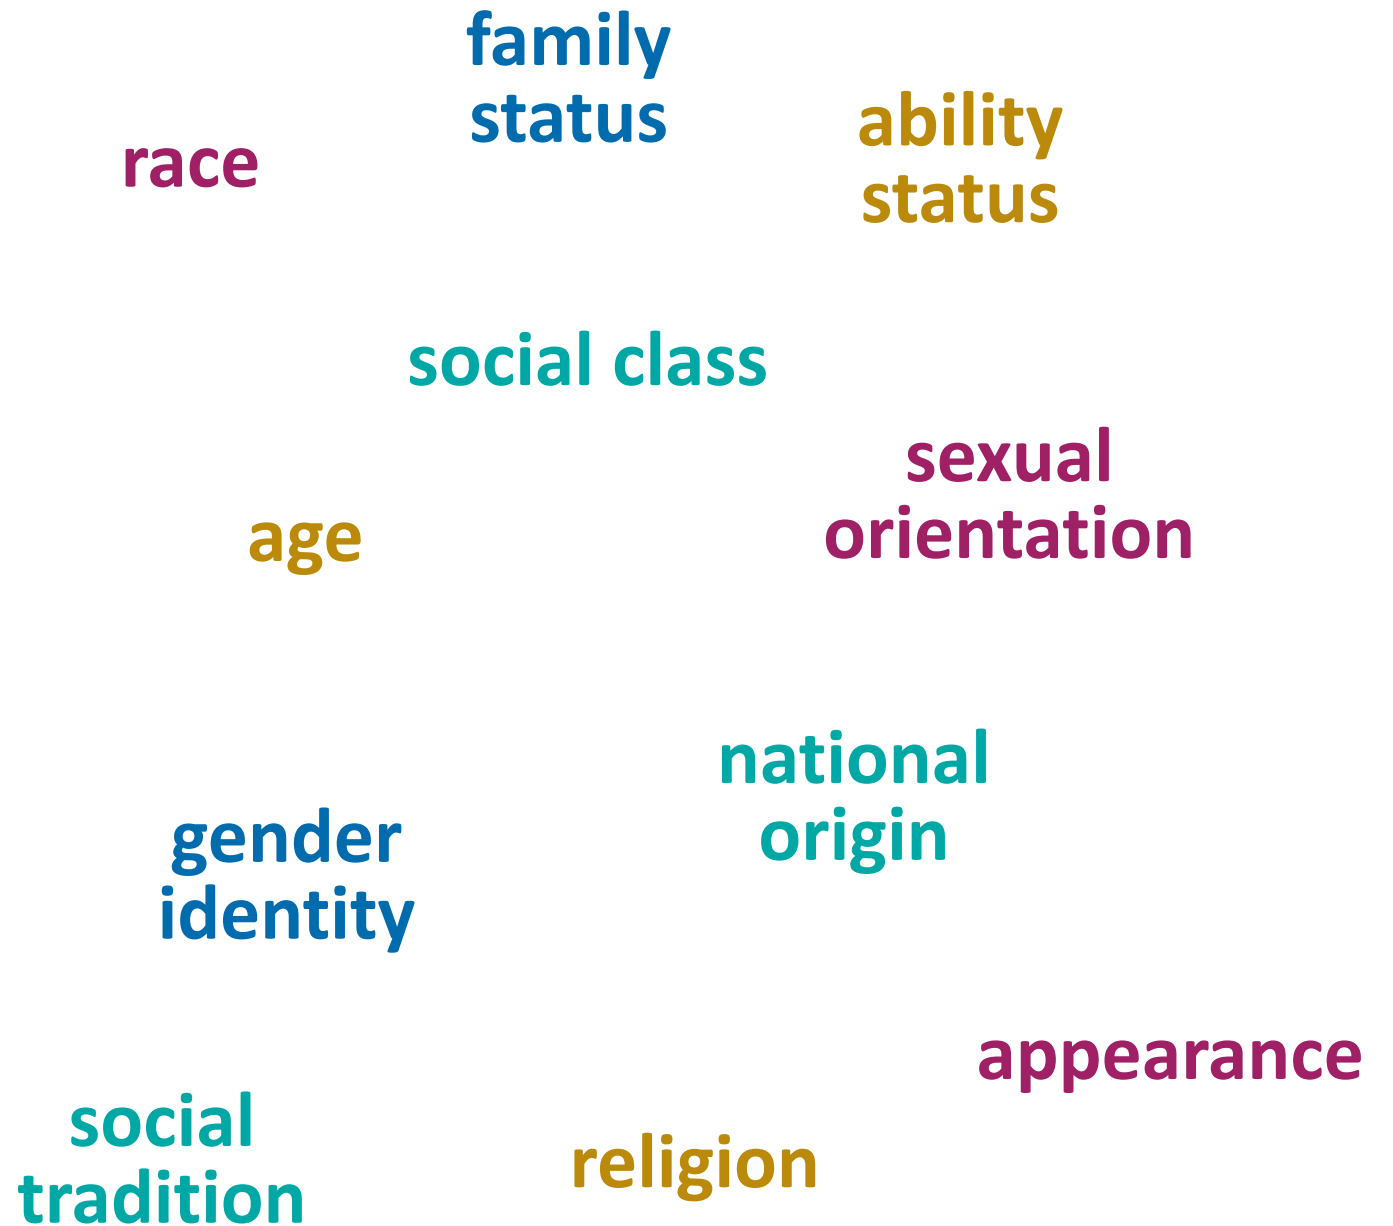 family
status
ability
status
race
social class
sexual
orientation
age
national
origin
gender
identity
appearance
social
tradition
religion